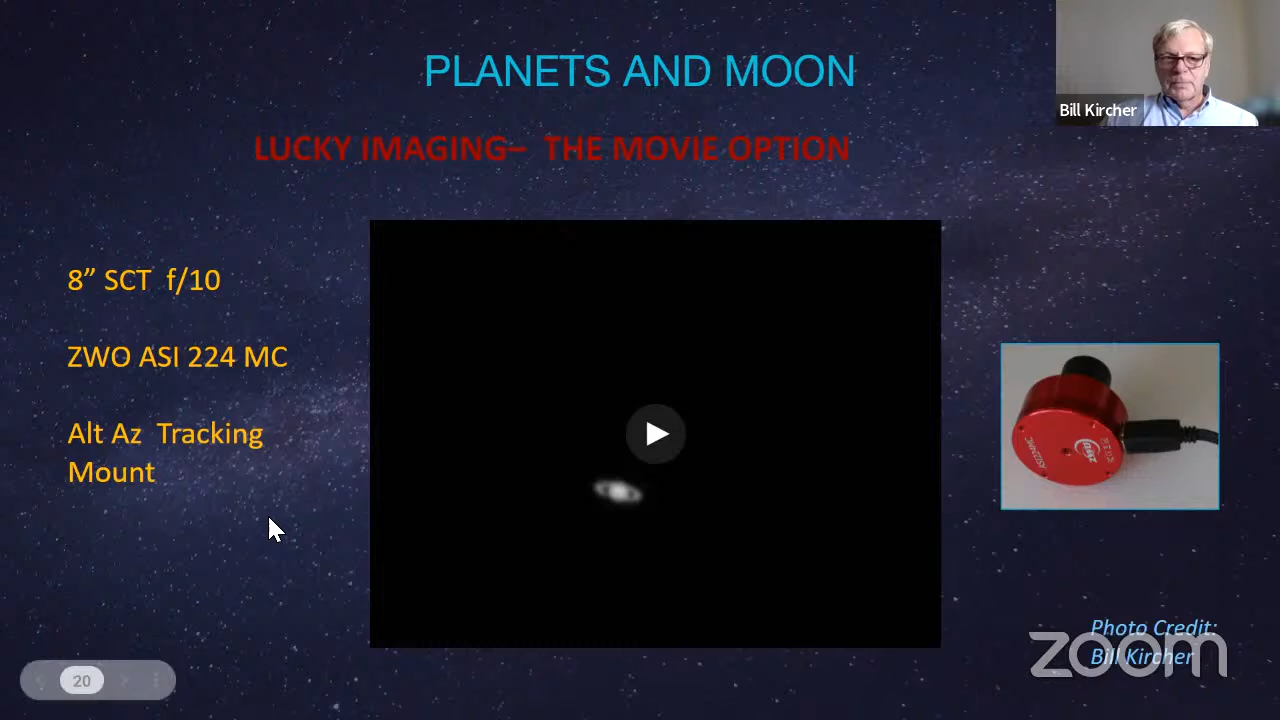 PLANETS AND MOON
Bill Kircher
LUCKY IMAGING– THE MOVIE OPTION
8” SCT f/10
ZWO ASI 224 MC
Alt Az Tracking
Mount
ASI224MC
Photo Credit:
Bill Kircher
zoom
20